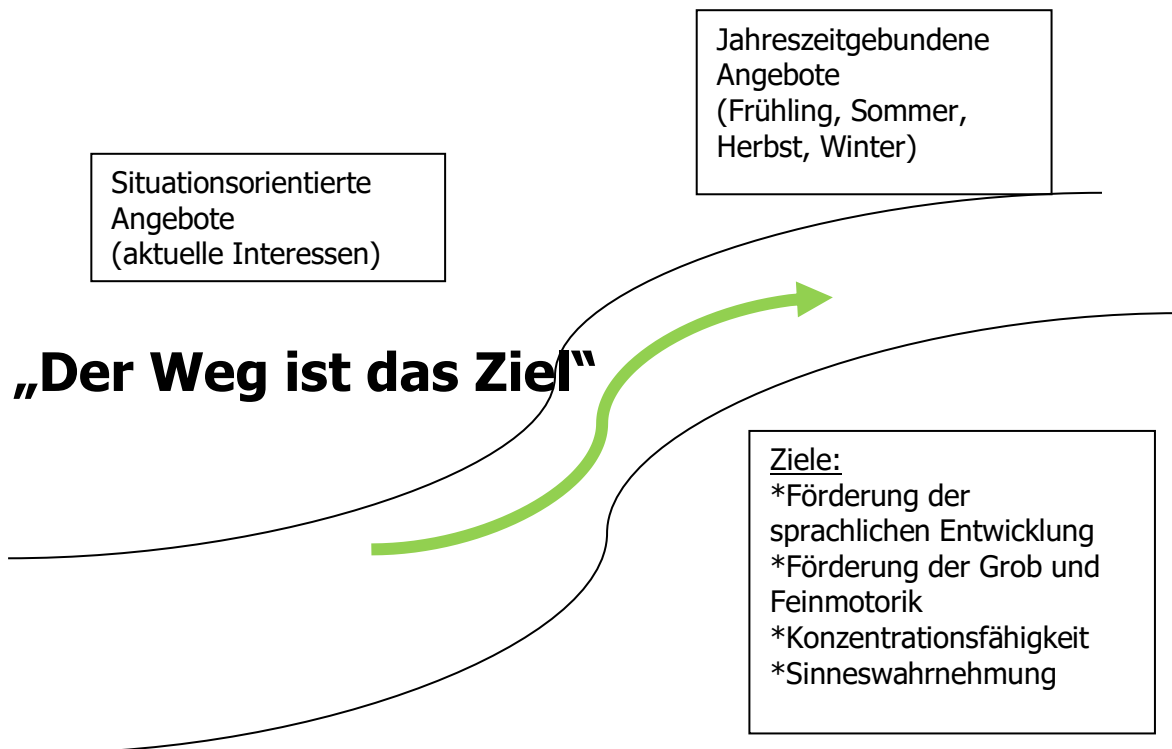 Jahreszeitgebundene
Angebote
(Frühling, Sommer,
Herbst, Winter)
Situationsorientierte
Angebote
(aktuelle Interessen)
„Der Weg ist das Ziel“
Ziele:
*Förderung der
sprachlichen Entwicklung
*Förderung der Grob und
Feinmotorik
*Konzentrationsfähigkeit
*Sinneswahrnehmung